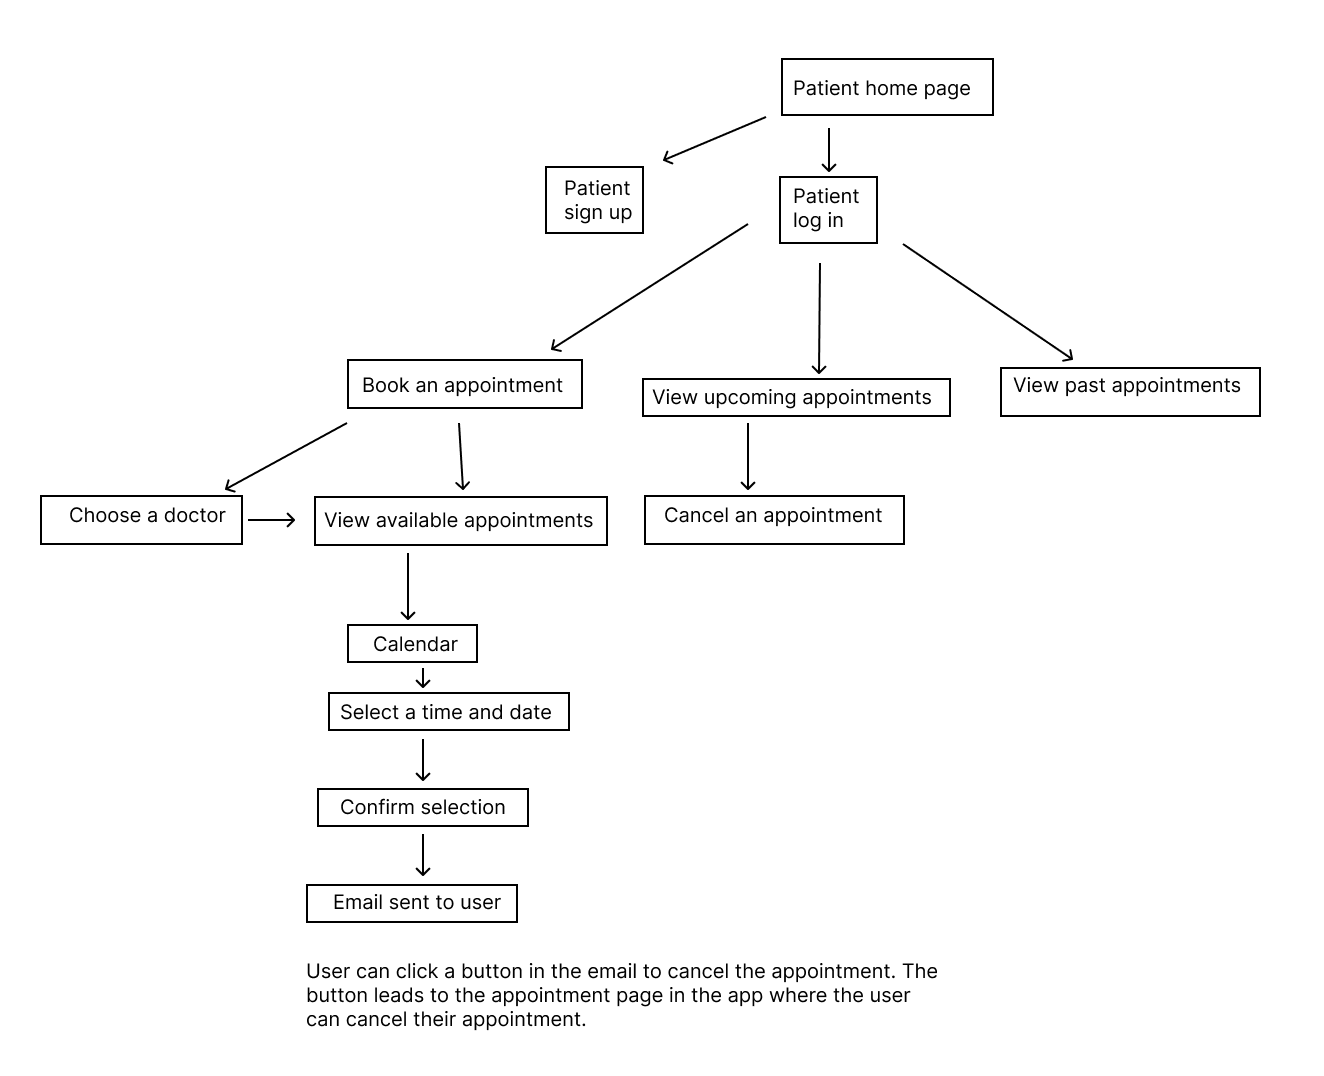 Patient home page
Patient
sign up
Patient
log in
Book an appointment
View upcoming appointments
View past appointments
Choose a doctor
View available appointments
Cancel an appointment
Calendar
Select a time and date
Confirm selection
Email sent to user
User can click a button in the email to cancel the appointment. The
button leads to the appointment page in the app where the user
can cancel their appointment.